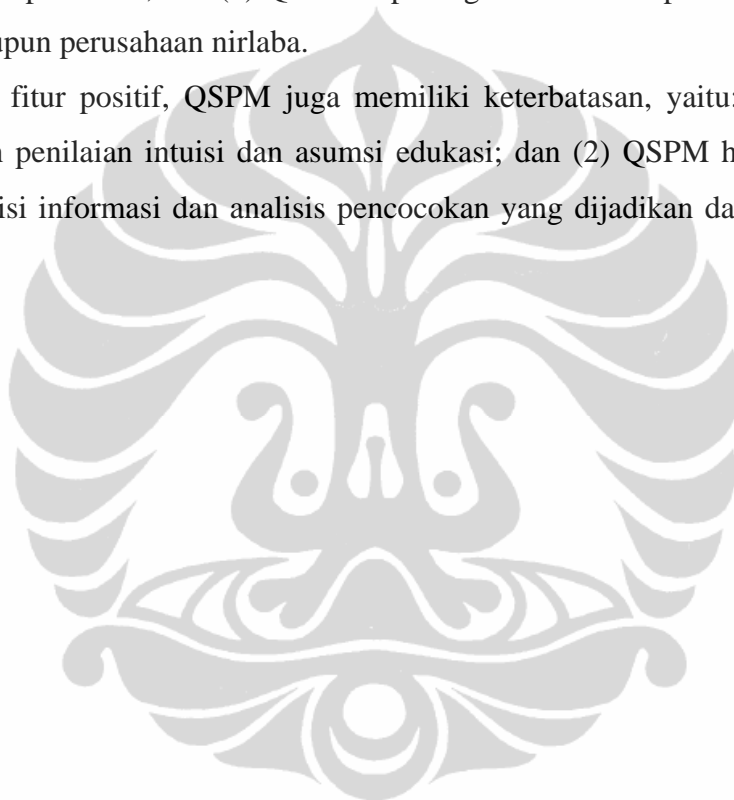 upun perusahaan nirlaba.
fitur positif, QSPM juga memiliki keterbatasan, yaitu:
n penilaian intuisi dan asumsi edukasi; dan (2) QSPM h
isi informasi dan analisis pencocokan yang dijadikan da